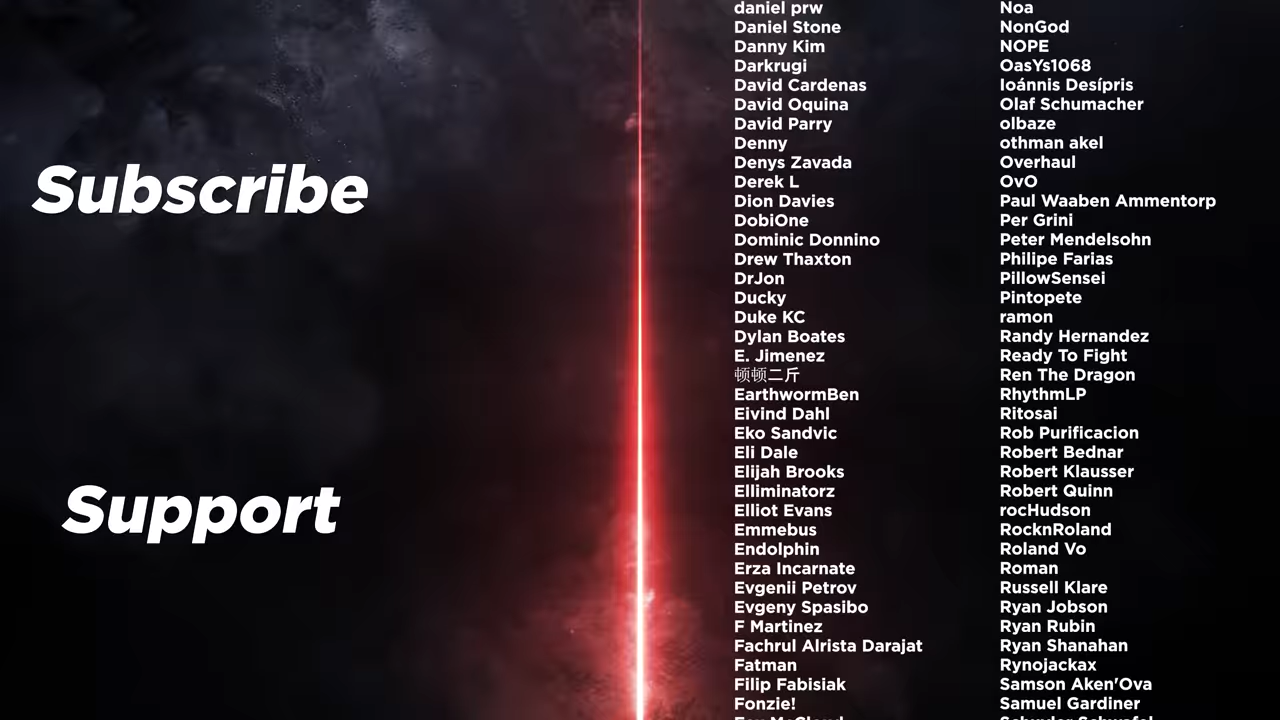 Subscribe
Support
daniel prw
Daniel Stone
Danny Kim
Darkrugi
David Cardenas
David Oquina
David Parry
Denny
Denys Zavada
Derek L
Dion Davies
DobiOne
Dominic Donnino
Drew Thaxton
DrJon
Ducky
Duke KC
Dylan Boates
E. Jimenez
顿顿二斤
EarthwormBen
Eivind Dahl
Eko Sandvic
Eli Dale
Elijah Brooks
Elliminatorz
Elliot Evans
Emmebus
Endolphin
Erza Incarnate
Evgenii Petrov
Evgeny Spasibo
F Martinez
Fachrul Alrista Darajat
Fatman
Filip Fabisiak
Fonzie!
Noa
NonGod
NOPE
OasYs1068
Ioánnis Desípris
Olaf Schumacher
olbaze
othman akel
Overhaul
OvO
Paul Waaben Ammentorp
Per Grini
Peter Mendelsohn
Philipe Farias
PillowSensei
Pintopete
ramon
Randy Hernandez
Ready To Fight
Ren The Dragon
RhythmLP
Ritosai
Rob Purificacion
Robert Bednar
Robert Klausser
Robert Quinn
rocHudson
RocknRoland
Roland Vo
Roman
Russell Klare
Ryan Jobson
Ryan Rubin
Ryan Shanahan
Rynojackax
Samson Aken'Ova
Samuel Gardiner